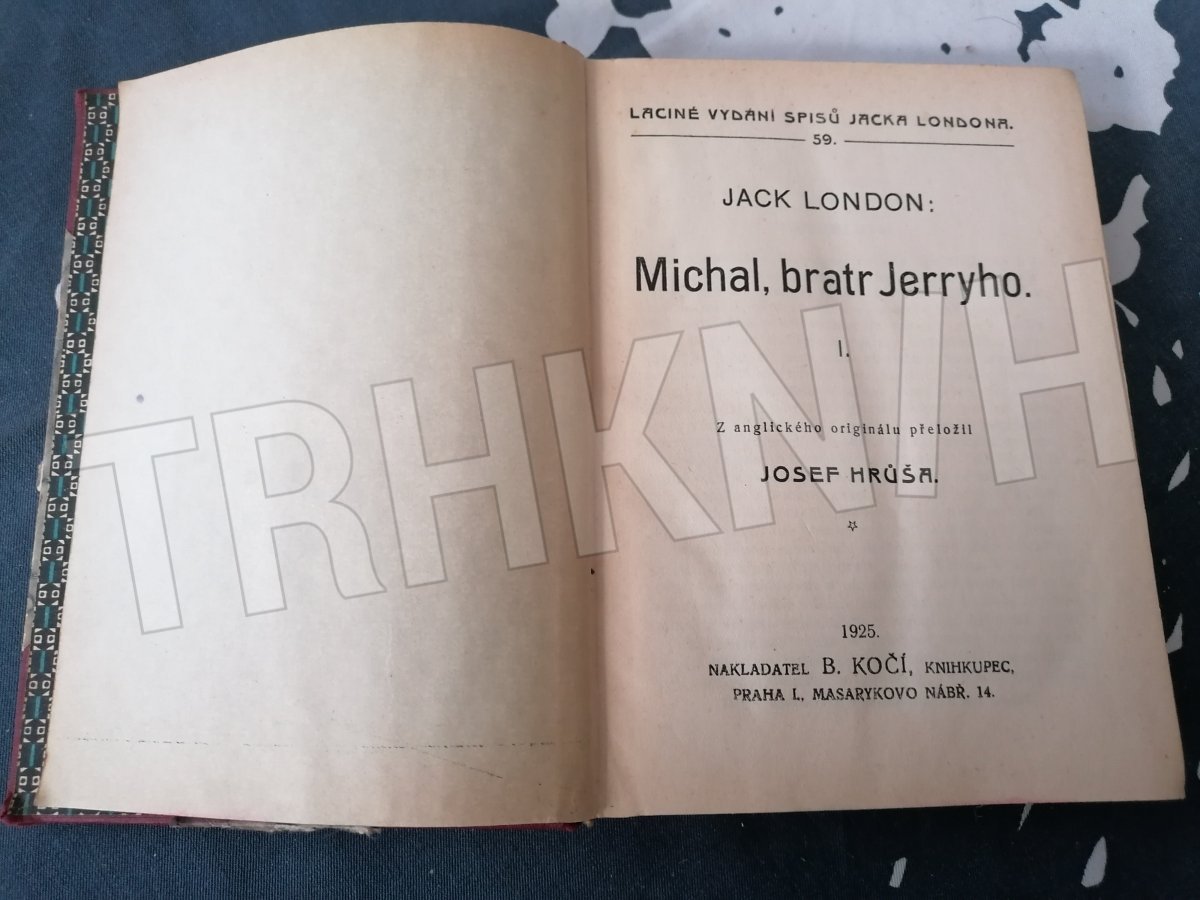 LACINÉ VYDÁNÍ SPISŮ JACKA LONDONA.
59.
JACK LONDON:
Michal, bratr Jerryho.
I.
Z anglického originálu přeložil
JOSEF HRŮŠA.
1925.
NAKLADATEL B. KOČÍ, KNIHKUPEC,
PRAHA I., MASARYKOVO NÁBŘ. 14.
TRHKNIH